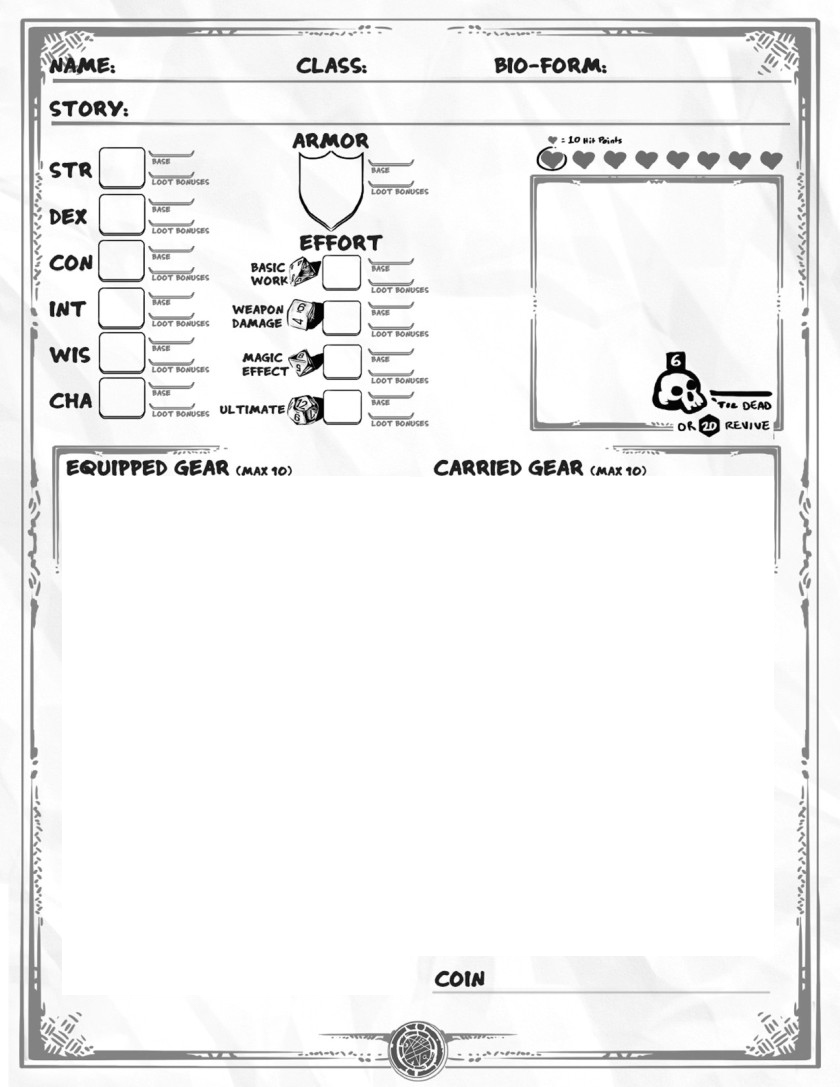 NAME: CLASS: BIO-FORM:
STORY:
STR BASE LOOT BONUSES
DEX BASE LOOT BONUSES
CON BASE LOOT BONUSES
INT BASE LOOT BONUSES
WIS BASE LOOT BONUSES
CHA BASE LOOT BONUSES
ARMOR
BASE
LOOT BONUSES
EFFORT
BASIC WORK BASE LOOT BONUSES
WEAPON DAMAGE BASE LOOT BONUSES
MAGIC EFFECT BASE LOOT BONUSES
ULTIMATE BASE LOOT BONUSES
= 10 Hit Points
6
OR 20 REVIVE
EQUIPPED GEAR (MAX 10)
CARRIED GEAR (MAX 10)
COIN